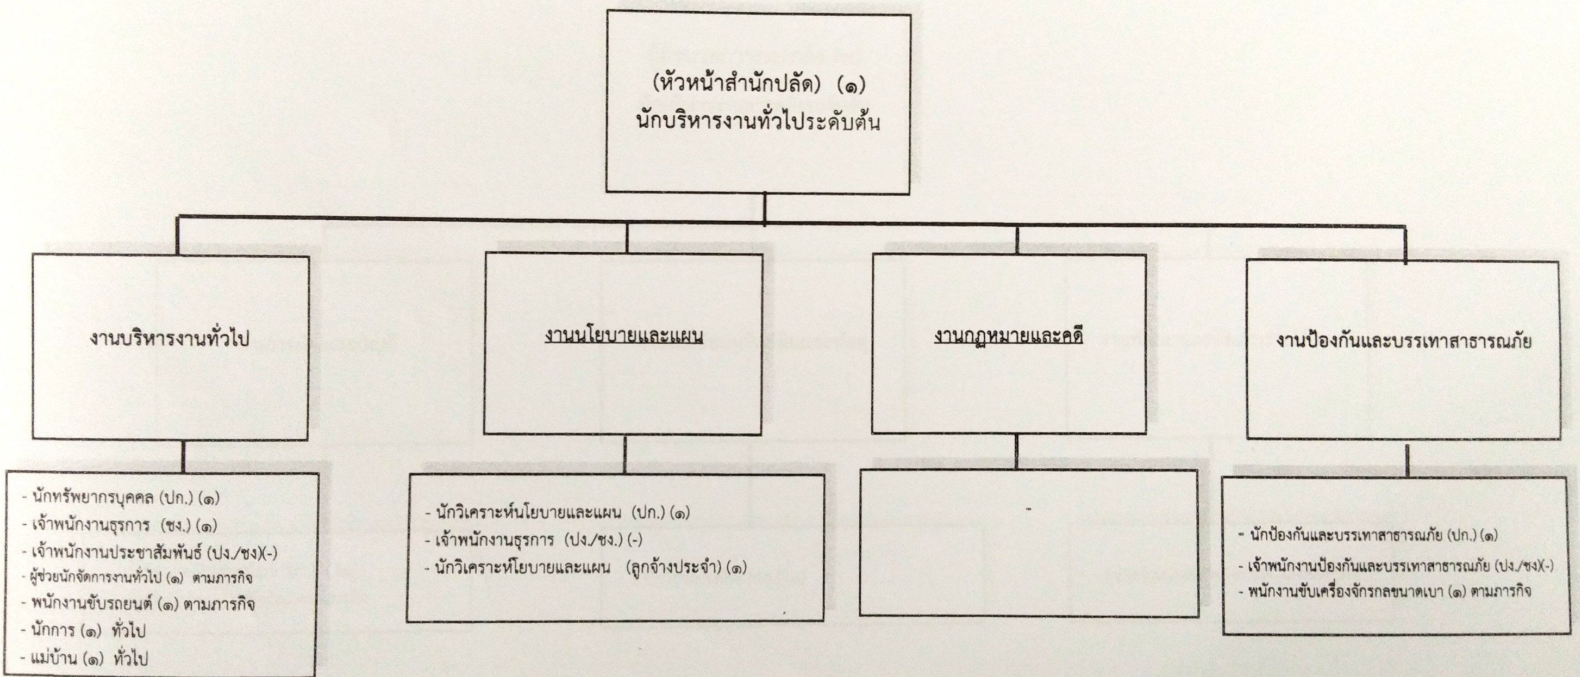 (หัวหน้าสำนักปลัด) (๑)
นักบริหารงานทั่วไประดับต้น
งานบริหารงานทั่วไป
งานนโยบายและแผน
งานกฎหมายและคดี
งานป้องกันและบรรเทาสาธารณภัย
- นักทรัพยากรบุคคล (ปก.) (๑)
- เจ้าพนักงานธุรการ (ชง.) (๑)
- เจ้าพนักงานประชาสัมพันธ์ (ปง./ชง)(-)
- ผู้ช่วยนักจัดการงานทั่วไป (๑) ตามภารกิจ
- พนักงานขับรถยนต์ (๑) ตามภารกิจ
- นักการ (๑) ทั่วไป
- แม่บ้าน (๑) ทั่วไป
- นักวิเคราะห์นโยบายและแผน (ปก.) (๑)
- เจ้าพนักงานธุรการ (ปง./ชง.) (-)
- นักวิเคราะห์โยบายและแผน (ลูกจ้างประจำ) (๑)
-
- นักป้องกันและบรรเทาสาธารณภัย (ปก.) (๑)
- เจ้าพนักงานป้องกันและบรรเทาสาธารณภัย (ปง./ชง)(-)
- พนักงานขับเครื่องจักรกลขนาดเบา (๑) ตามภารกิจ